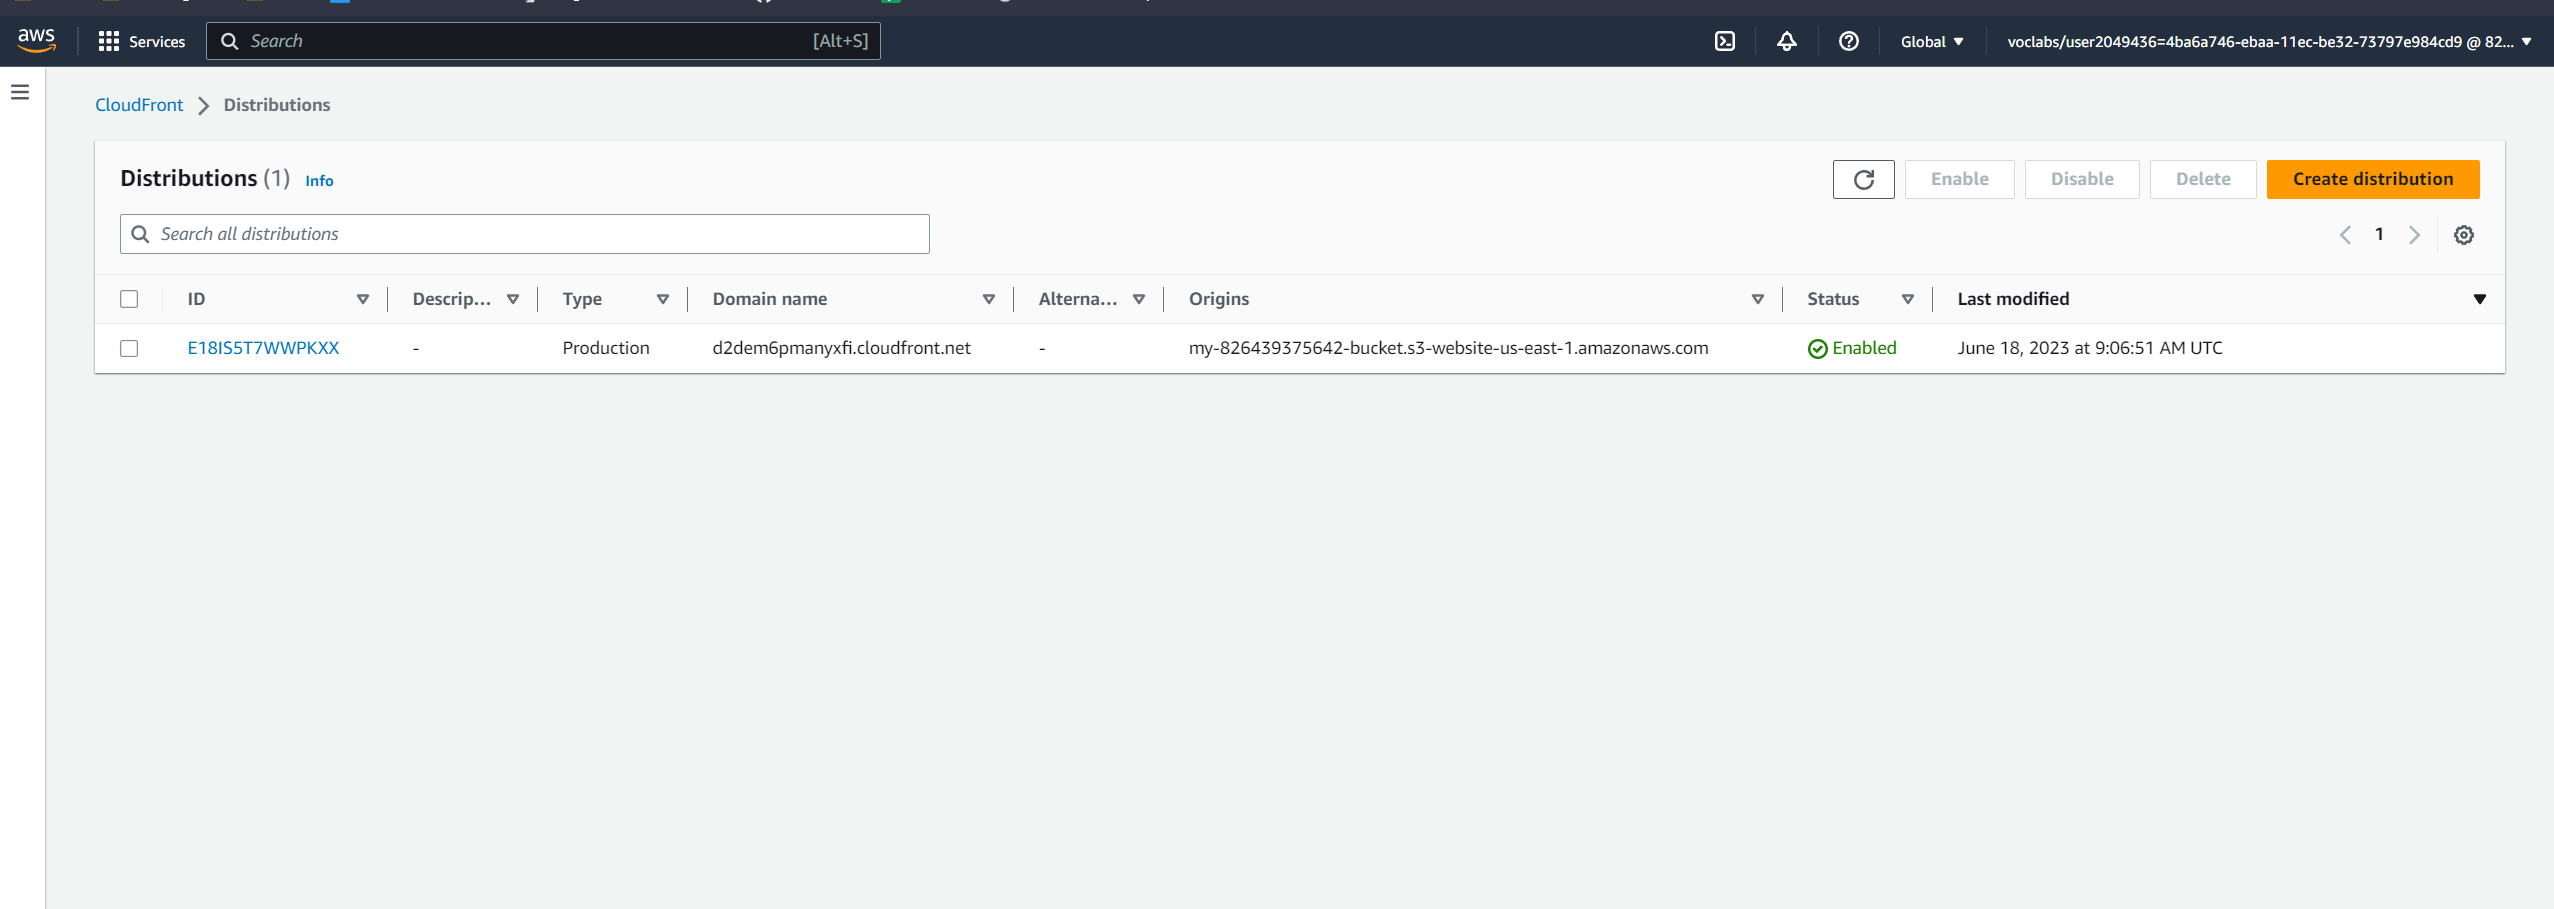 aws Services Search [Alt+S] Global voclabs/user2049436=4ba6a746-ebaa-11ec-be32-73797e984cd9 @ 82...
CloudFront Distributions
Distributions (1) Info Enable Disable Delete Create distribution
Search all distributions 1
ID Descrip... Type Domain name Alterna... Origins Status Last modified
E18IS5T7WWPKXX - Production d2dem6pmanyxfi.cloudfront.net - my-826439375642-bucket.s3-website-us-east-1.amazonaws.com Enabled June 18, 2023 at 9:06:51 AM UTC